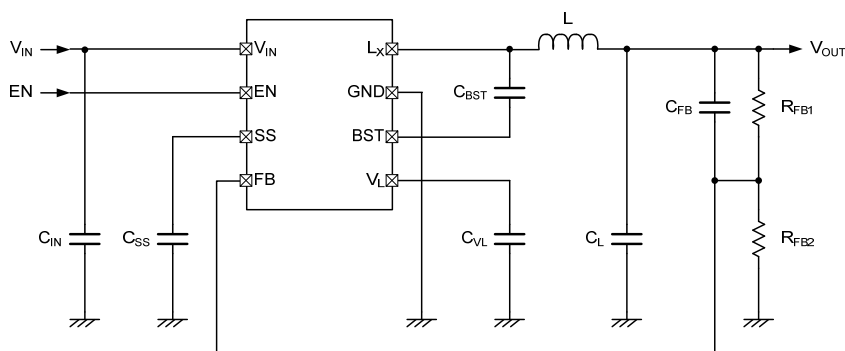 L
VIN
VIN
LX
VOUT
EN
EN
GND
CBST
CFB
RFB1
SS
BST
FB
VL
CIN
CSS
CVL
CL
RFB2